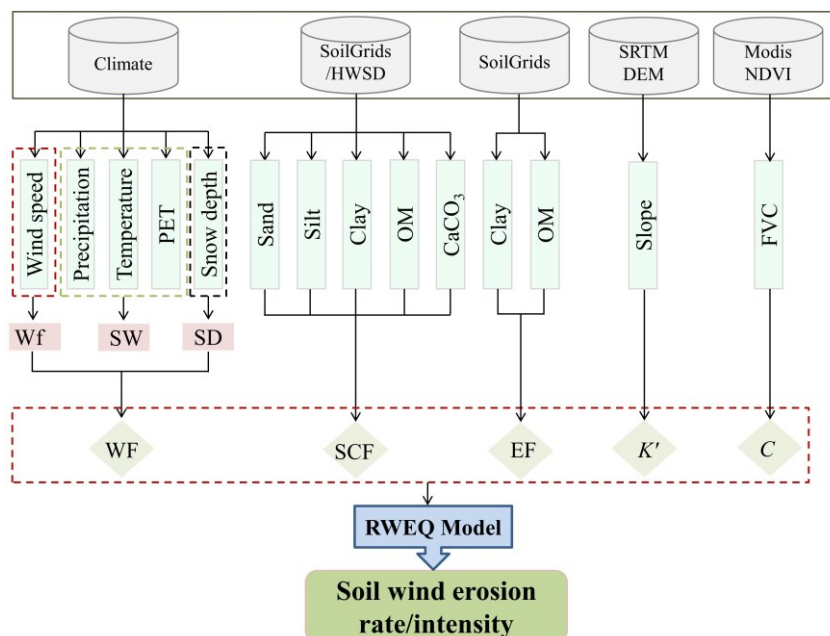 Climate
SoilGrids
/HWSD
SoilGrids
SRTM
DEM
Modis
NDVI
Wind speed
Precipitation
Temperature
PET
Snow depth
Sand
Silt
Clay
OM
CaCO₃
Clay
OM
Slope
FVC
Wf
SW
SD
WF
SCF
EF
K'
C
RWEQ Model
Soil wind erosion
rate/intensity